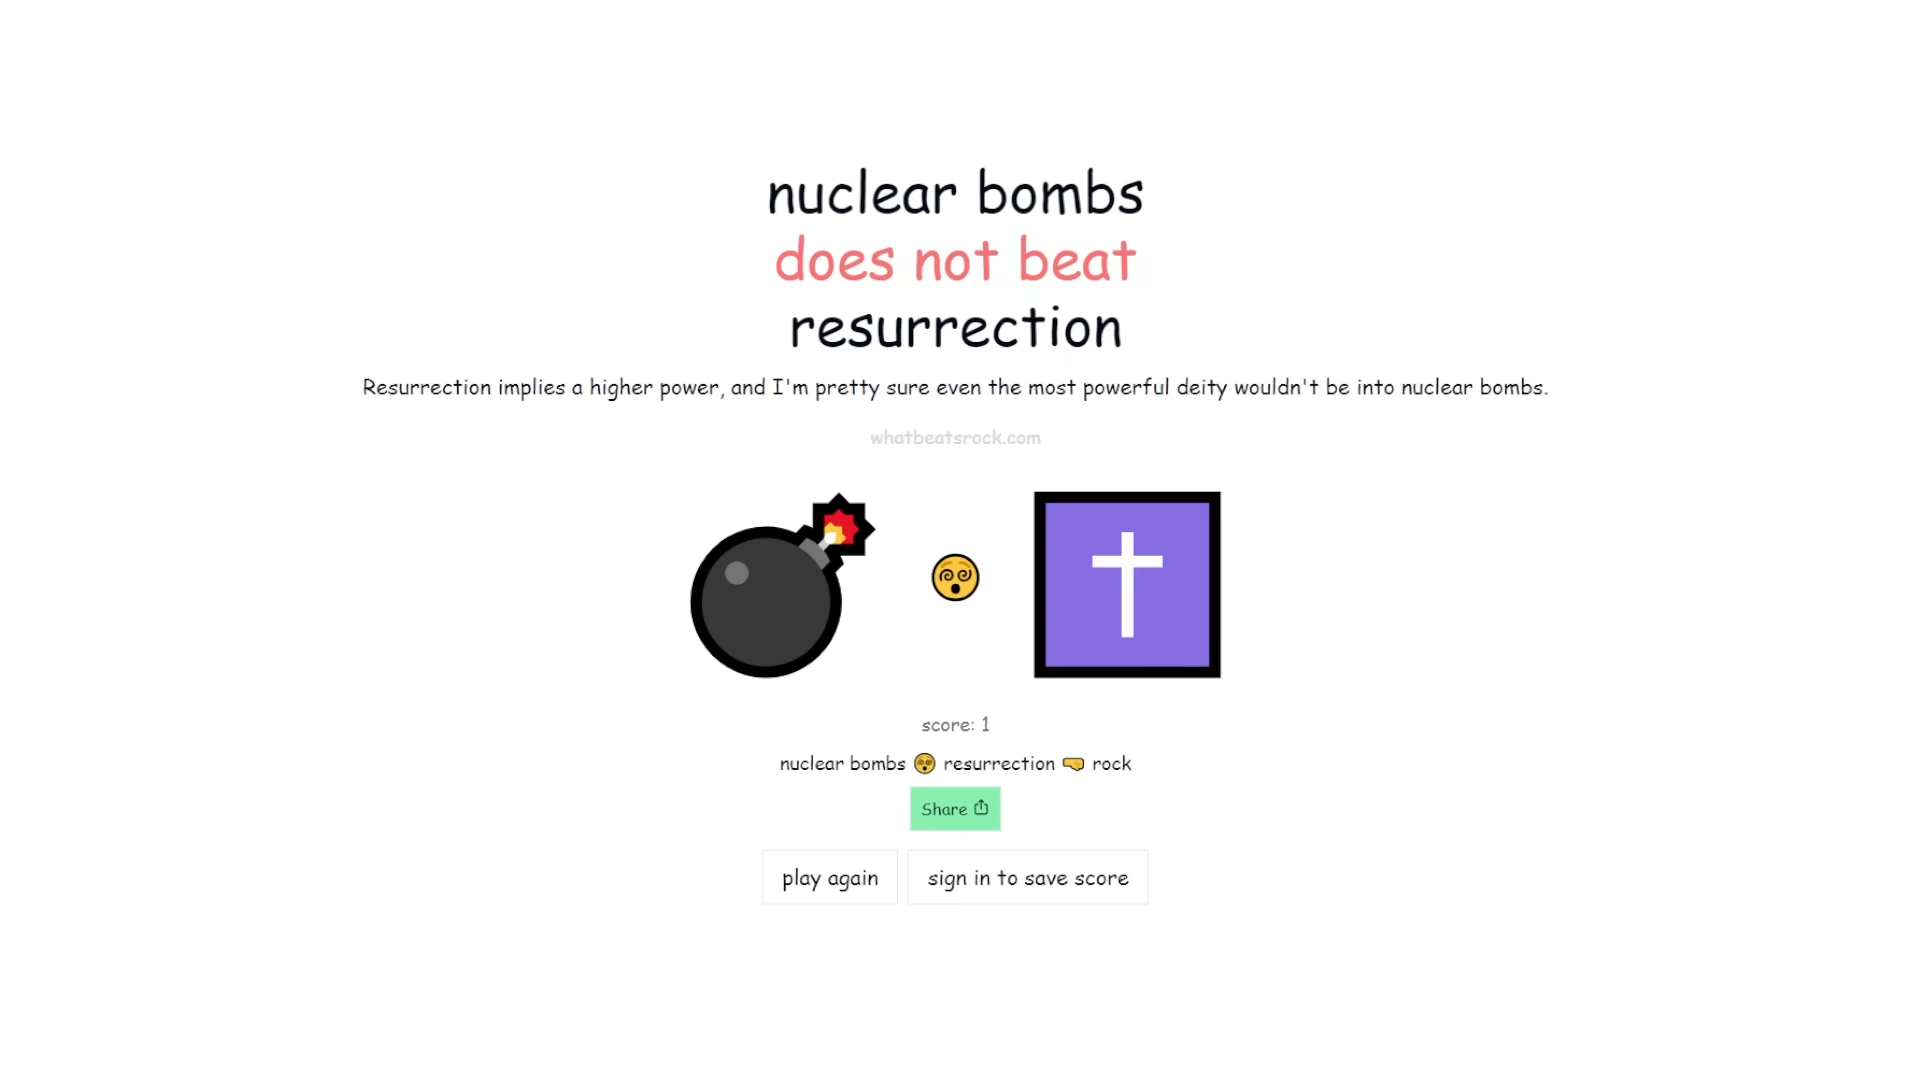 nuclear bombs
does not beat
resurrection
Resurrection implies a higher power, and I'm pretty sure even the most powerful deity wouldn't be into nuclear bombs.
whatbeatsrock.com
score: 1
nuclear bombs 😵‍💫 resurrection 🤜 rock
Share
play again
sign in to save score